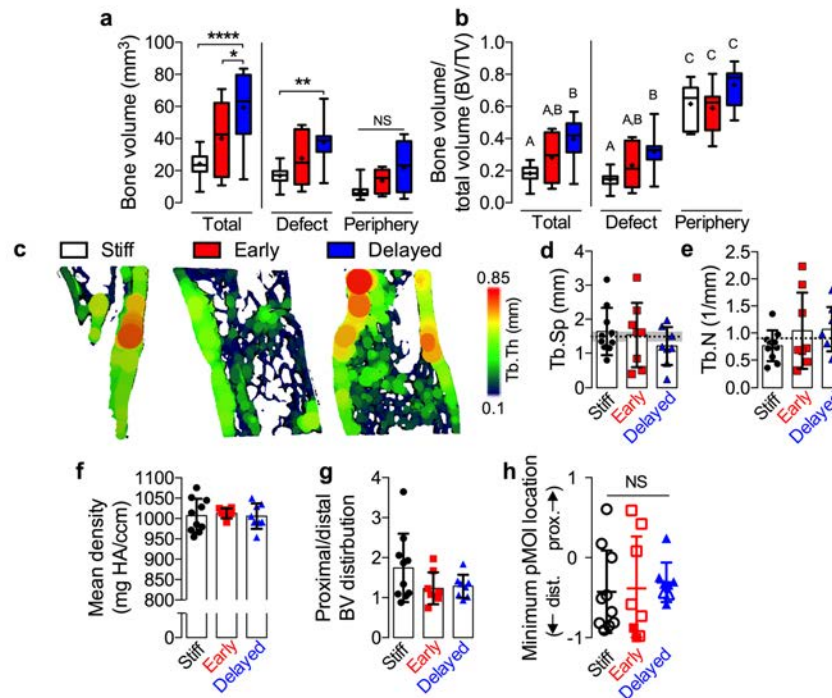 a
Bone volume (mm³)
100
80
60
40
20
0
****
*
**
NS
Total
Defect
Periphery
b
Bone volume/
total volume (BV/TV)
1.0
0.8
0.6
0.4
0.2
0.0
A
A,B
B
A
A,B
B
C
C
C
Total
Defect
Periphery
c
Stiff
Early
Delayed
0.85
Tb.Th (mm)
0.1
d
Tb.Sp (mm)
4
3
2
1
0
Stiff
Early
Delayed
e
Tb.N (1/mm)
2.5
2.0
1.5
1.0
0.5
0.0
Stiff
Early
Delayed
f
Mean density
(mg HA/ccm)
1100
1050
1000
950
900
850
800
0
Stiff
Early
Delayed
g
Proximal/distal
BV distirbution
4
3
2
1
0
Stiff
Early
Delayed
h
Minimum pMOI location
(← dist. prox.→)
1
0
-1
NS
Stiff
Early
Delayed